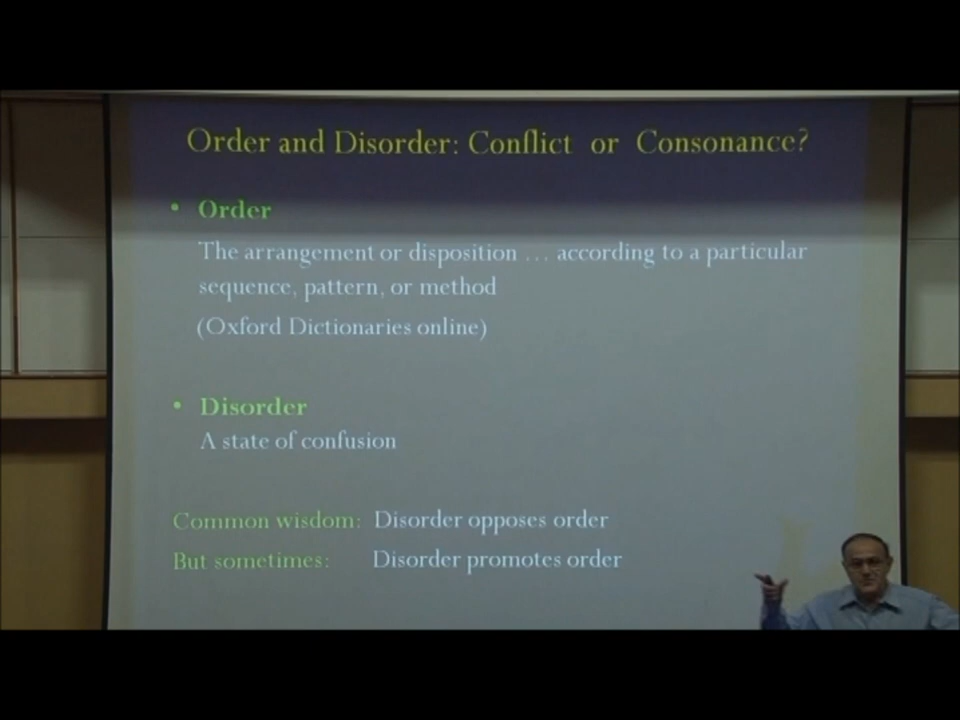 Order and Disorder: Conflict or Consonance?
• Order
The arrangement or disposition ... according to a particular
sequence, pattern, or method
(Oxford Dictionaries online)
• Disorder
A state of confusion
Common wisdom: Disorder opposes order
But sometimes: Disorder promotes order